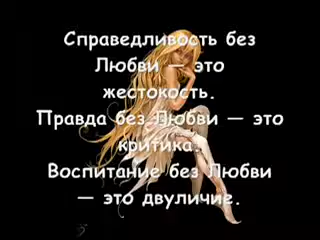 Справедливость без
Любви — это
жестокость.
Правда без Любви — это
критика.
Воспитание без Любви
— это двуличие.